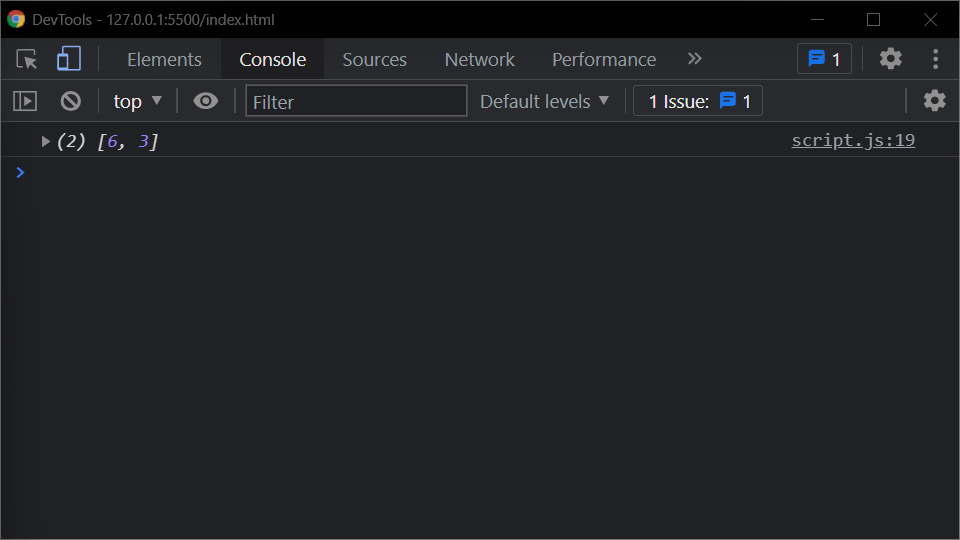 DevTools - 127.0.0.1:5500/index.html
Elements Console Sources Network Performance » 1
top Filter Default levels 1 Issue: 1
(2) [6, 3] script.js:19
>